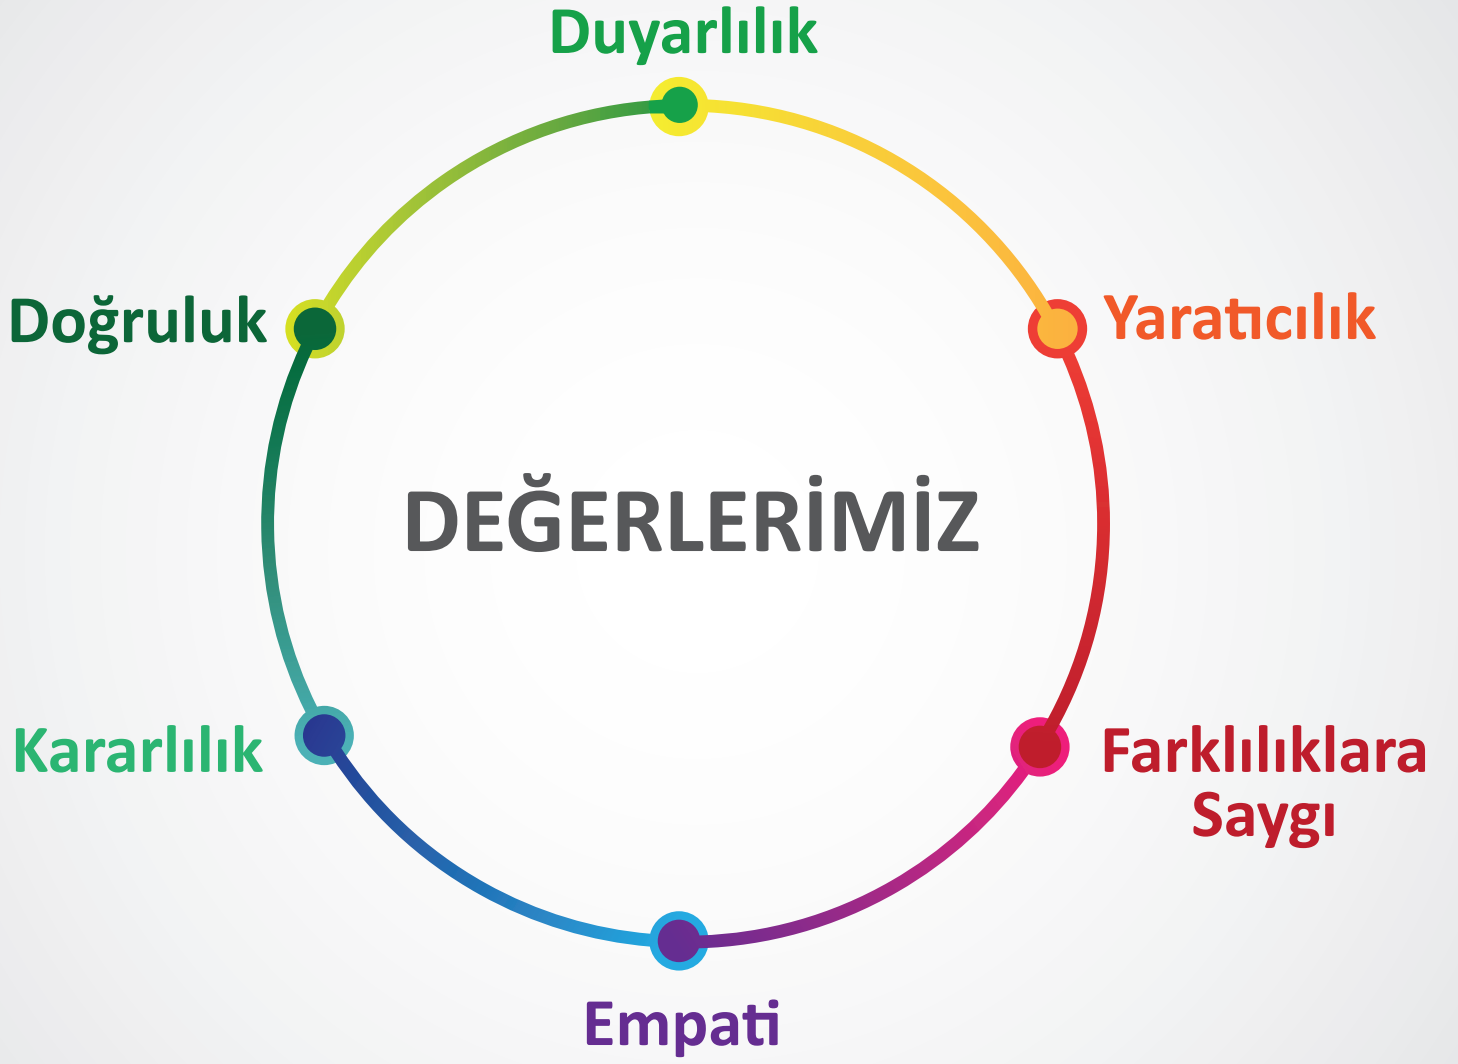 Duyarlılık
Doğruluk
Yaratıcılık
DEĞERLERİMİZ
Kararlılık
Farklılıklara
Saygı
Empati